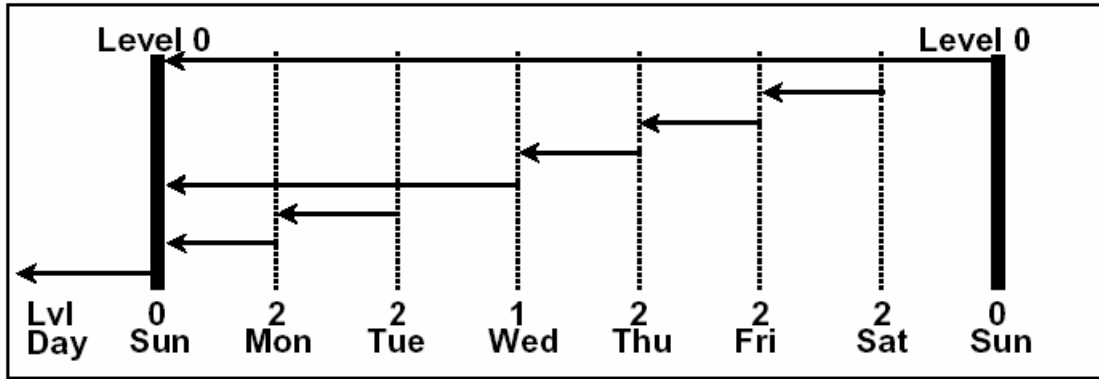 Level 0 Level 0
Lvl 0 2 2 1 2 2 2 0
Day Sun Mon Tue Wed Thu Fri Sat Sun